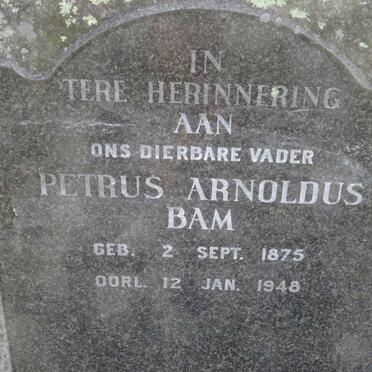 IN
TERE HERINNERING
AAN
ONS DIERBARE VADER
PETRUS ARNOLDUS
BAM
GEB. 2 SEPT. 1875
OORL. 12 JAN. 1948